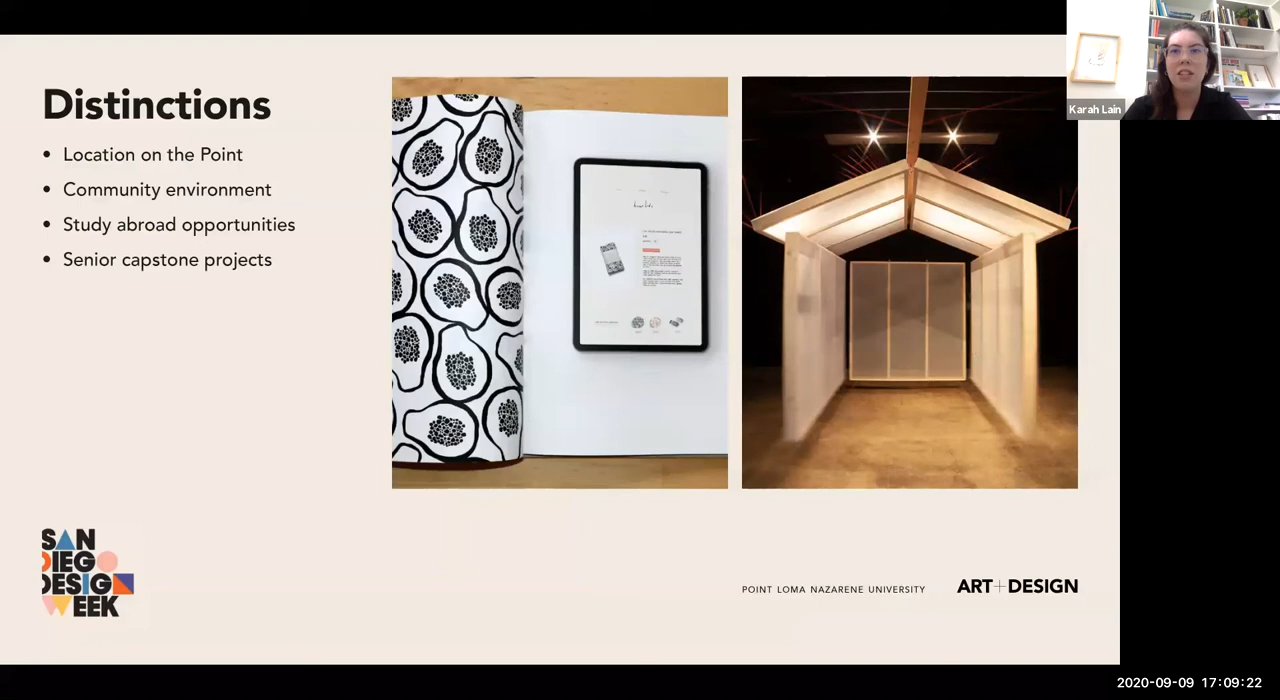 Distinctions
• Location on the Point
• Community environment
• Study abroad opportunities
• Senior capstone projects
Karah Lain
SAN
DIEGO
DESIGN
WEEK
POINT LOMA NAZARENE UNIVERSITY
ART+DESIGN
2020-09-09 17:09:22